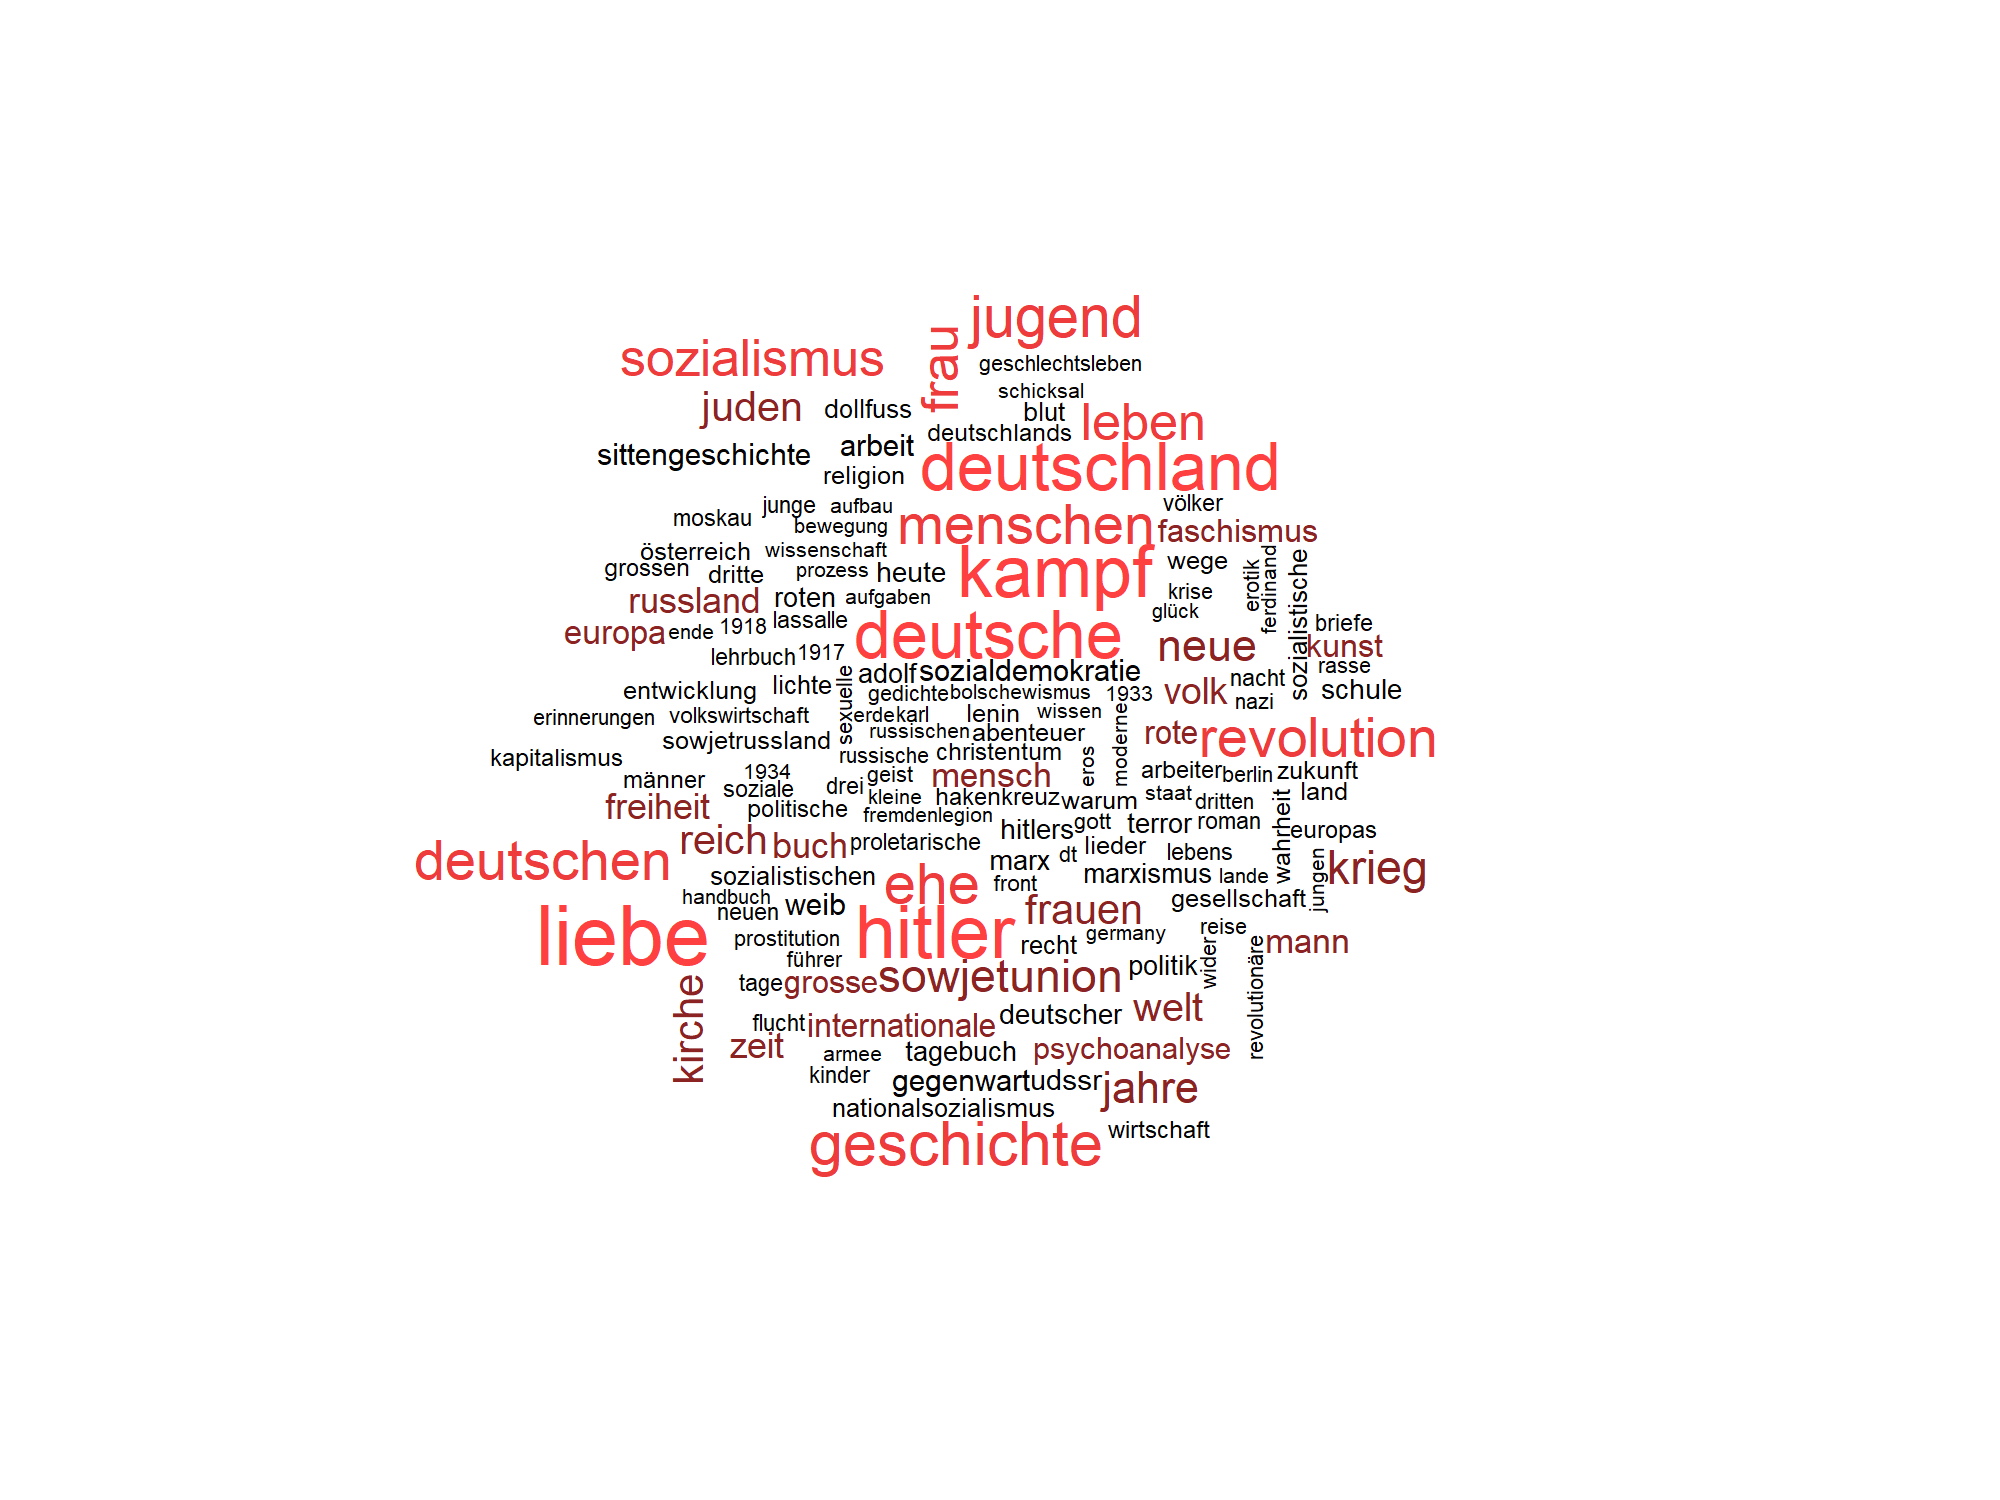 jugend
frau
sozialismus
geschlechtsleben
schicksal
juden
dollfuss
blut
leben
deutschlands
arbeit
sittengeschichte
deutschland
religion
junge
aufbau
völker
moskau
bewegung
menschen
faschismus
österreich
wissenschaft
kampf
wege
grossen
dritte
prozess
heute
erotik
ferdinand
sozialistische
krise
russland
roten
aufgaben
glück
europa
ende
1918
lassalle
deutsche
briefe
neue
kunst
lehrbuch
1917
rasse
adolf
sozialdemokratie
nacht
entwicklung
lichte
sexuelle
gedichte
bolschewismus
1933
volk
nazi
schule
erinnerungen
volkswirtschaft
erde
karl
lenin
wissen
moderne
russischen
abenteuer
rote
revolution
sowjetrussland
kapitalismus
russische
christentum
eros
männer
1934
geist
mensch
arbeiter
berlin
zukunft
soziale
drei
kleine
hakenkreuz
warum
staat
dritten
land
freiheit
politische
fremdenlegion
hitlers
gott
terror
roman
wahrheit
europas
reich
buch
proletarische
marx
dt
lieder
lebens
deutschen
sozialistischen
ehe
front
marxismus
lande
jungen
krieg
handbuch
neuen
weib
frauen
gesellschaft
liebe
prostitution
hitler
recht
germany
reise
mann
führer
wider
revolutionäre
tage
grosse
sowjetunion
politik
kirche
flucht
internationale
deutscher
welt
zeit
armee
tagebuch
psychoanalyse
kinder
gegenwart
udssr
jahre
nationalsozialismus
geschichte
wirtschaft